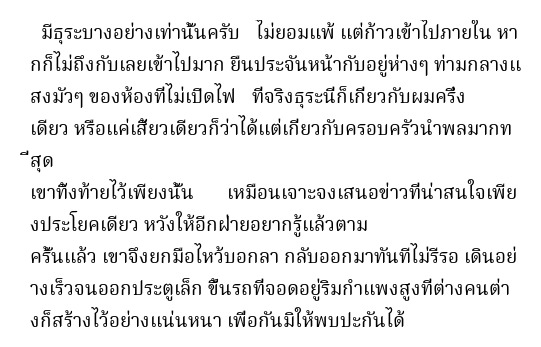 มีธุระบางอย่างเท่านั้นครับ ไม่ยอมแพ้ แต่ก้าวเข้าไปภายใน หา
กก็ไม่ถึงกับเลยเข้าไปมาก ยืนประจันหน้ากับอยู่ห่างๆ ท่ามกลางแ
สงมัวๆ ของห้องที่ไม่เปิดไฟ ที่จริงธุระนี้ก็เกี่ยวกับผมครึ่ง
เดียว หรือแค่เสี้ยวเดียวก็ว่าได้แต่เกี่ยวกับครอบครัวนำพลมากท
ี่สุด
เขาทิ้งท้ายไว้เพียงนั้น เหมือนเจาะจงเสนอข่าวที่น่าสนใจเพีย
งประโยคเดียว หวังให้อีกฝ่ายอยากรู้แล้วตาม
ครั้นแล้ว เขาจึงยกมือไหว้บอกลา กลับออกมาทันทีไม่รีรอ เดินอย่
างเร็วจนออกประตูเล็ก ขึ้นรถที่จอดอยู่ริมกำแพงสูงที่ต่างคนต่า
งก็สร้างไว้อย่างแน่นหนา เพื่อกันมิให้พบปะกันได้